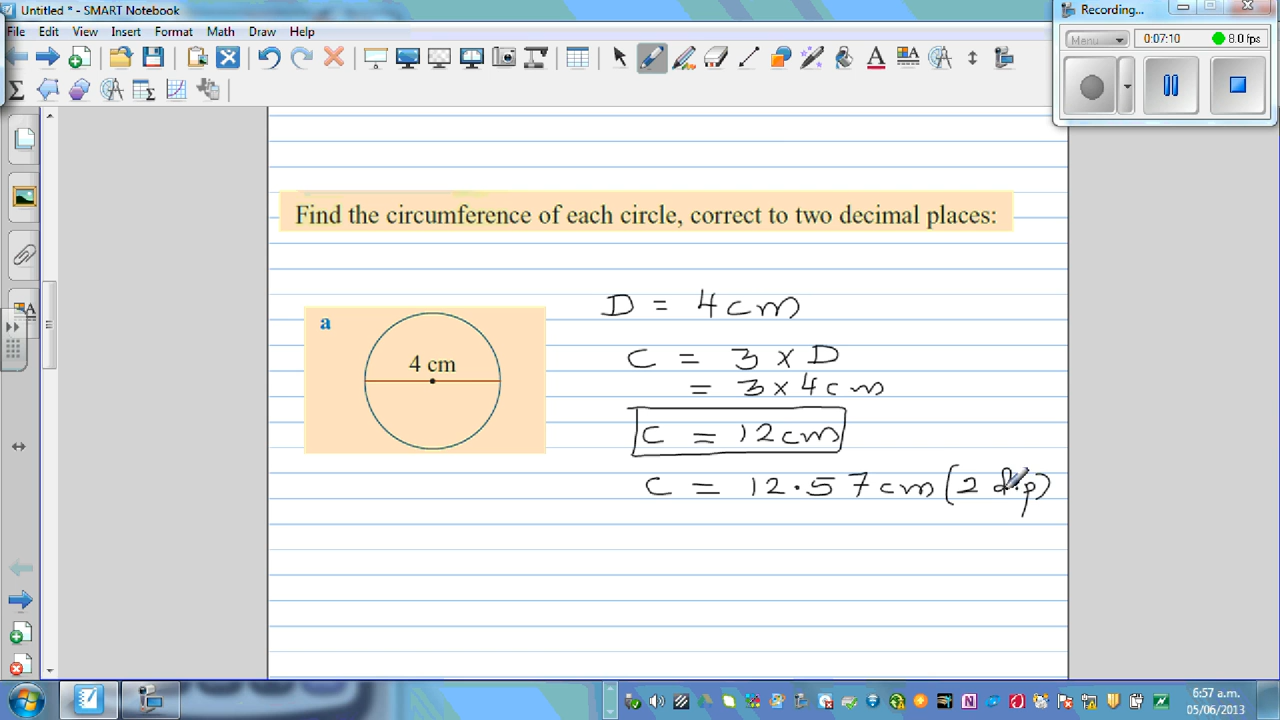 Untitled * - SMART Notebook
Recording...
File Edit View Insert Format Math Draw Help
Menu
0:07:10
8.0 fps
Find the circumference of each circle, correct to two decimal places:
a
4 cm
D = 4cm
C = 3 × D
= 3 × 4cm
C = 12cm
C = 12.57cm (2 d.p)
6:57 a.m.
05/06/2013